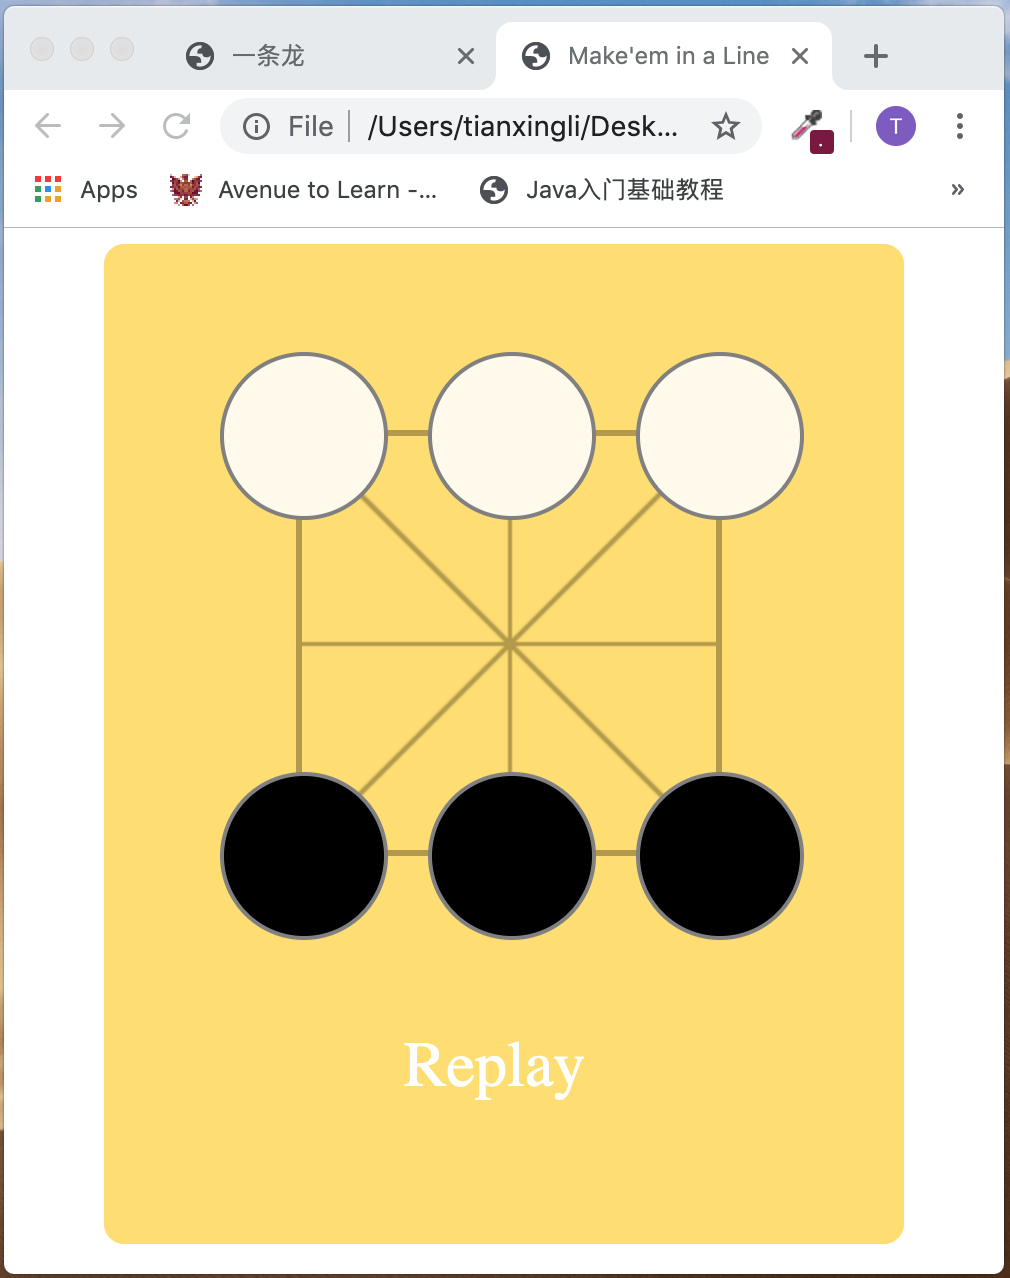 一条龙
Make'em in a Line
File
/Users/tianxingli/Desk...
T
Apps
Avenue to Learn -...
Java入门基础教程
»
Replay